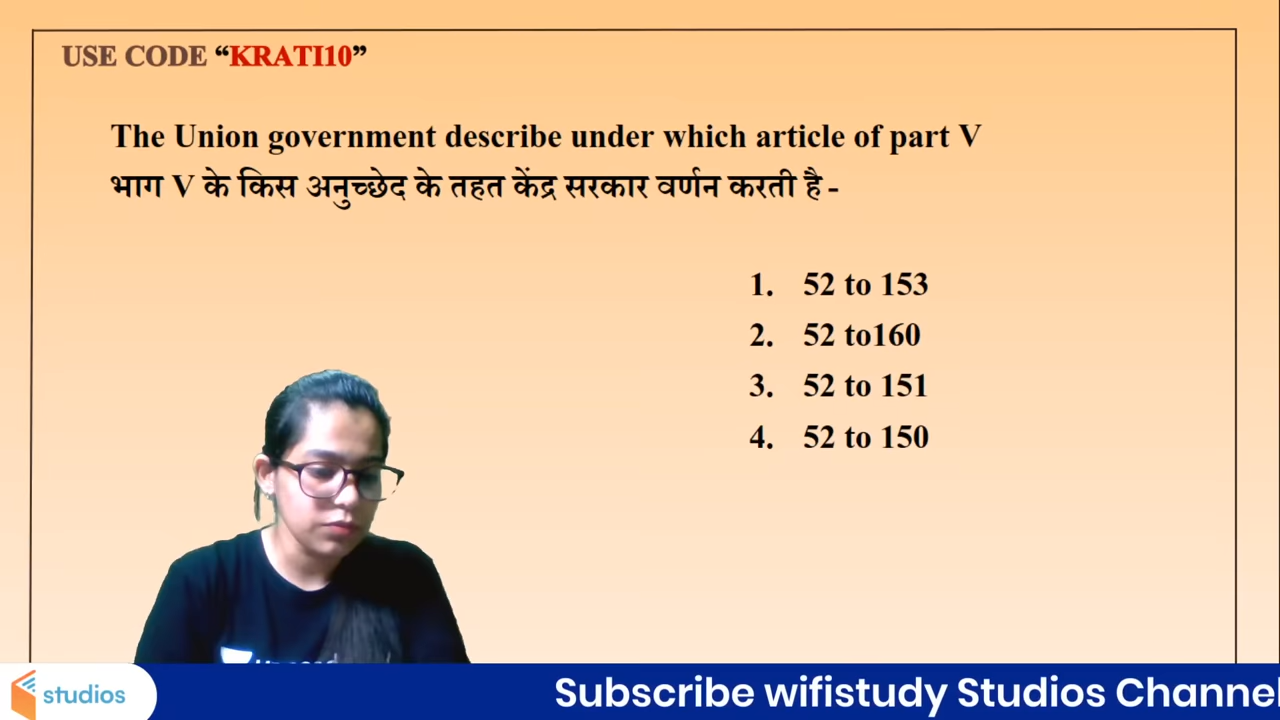 USE CODE “KRATI10”
The Union government describe under which article of part V
भाग V के किस अनुच्छेद के तहत केंद्र सरकार वर्णन करती है -
1. 52 to 153
2. 52 to160
3. 52 to 151
4. 52 to 150
studios
Subscribe wifistudy Studios Channel